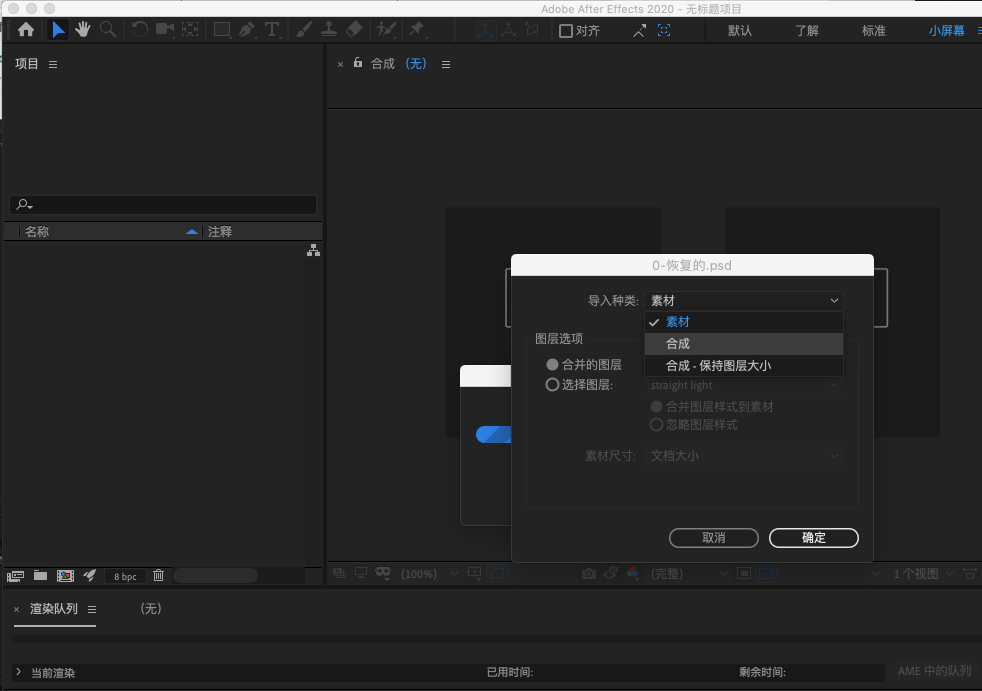 Adobe After Effects 2020 - 无标题项目
对齐
默认
了解
标准
小屏幕
项目
合成 (无)
名称
注释
0-恢复的.psd
导入种类: 素材
素材
合成
合成 - 保持图层大小
图层选项
合并的图层
选择图层:
straight light
合并图层样式到素材
忽略图层样式
素材尺寸: 文档大小
取消
确定
8 bpc
(100%)
(完整)
1 个视图
渲染队列
(无)
当前渲染
已用时间:
剩余时间:
AME 中的队列